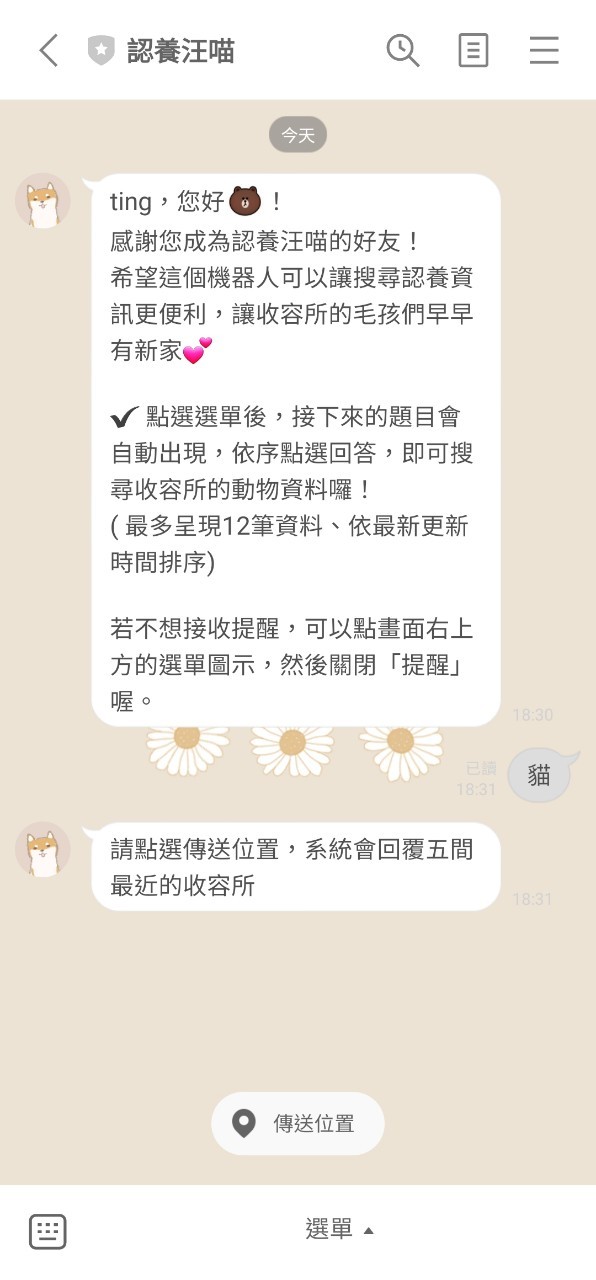 認養汪喵
今天
ting，您好！
感謝您成為認養汪喵的好友！
希望這個機器人可以讓搜尋認養資
訊更便利，讓收容所的毛孩們早早
有新家💕
✔ 點選選單後，接下來的題目會
自動出現，依序點選回答，即可搜
尋收容所的動物資料囉！
( 最多呈現12筆資料、依最新更新
時間排序)
若不想接收提醒，可以點畫面右上
方的選單圖示，然後關閉「提醒」
喔。
18:30
已讀
18:31
貓
請點選傳送位置，系統會回覆五間
最近的收容所
18:31
傳送位置
選單 ▲